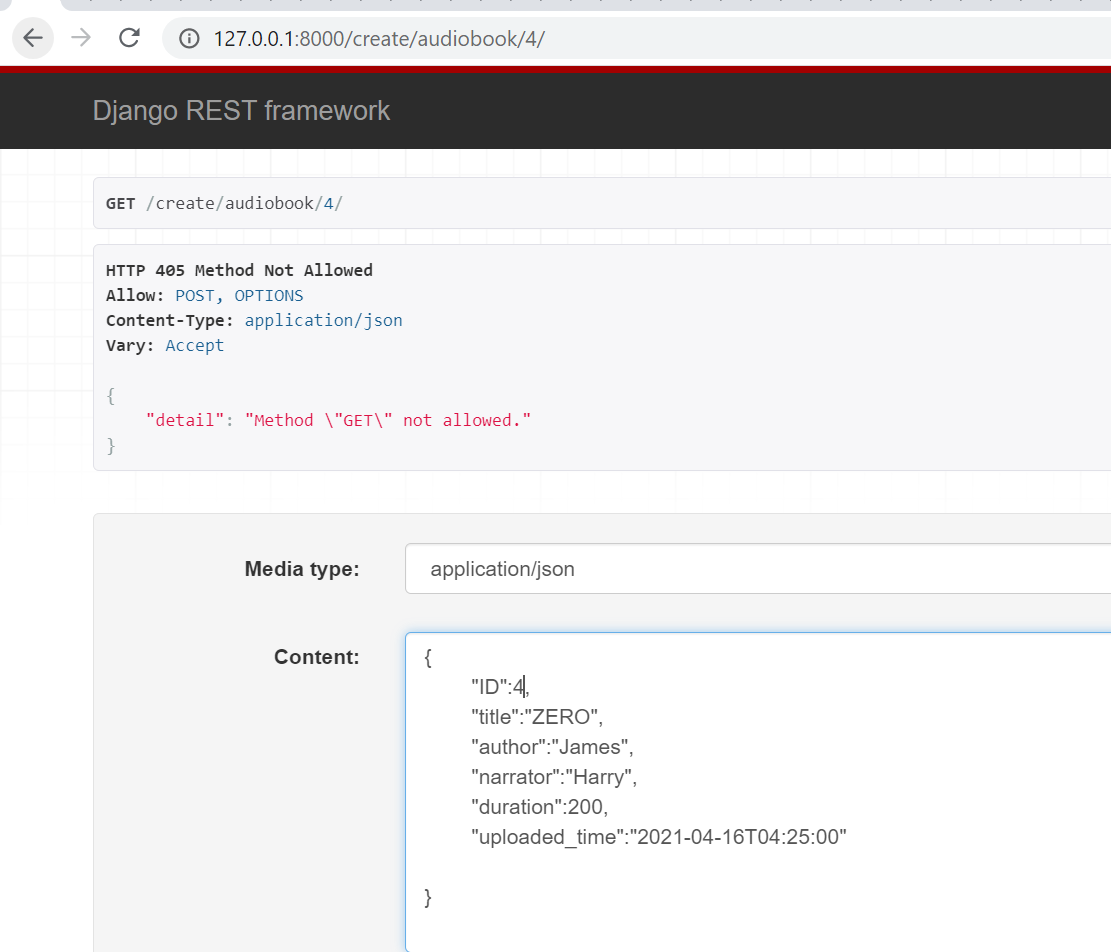 127.0.0.1:8000/create/audiobook/4/
Django REST framework
GET /create/audiobook/4/
HTTP 405 Method Not Allowed
Allow: POST, OPTIONS
Content-Type: application/json
Vary: Accept
{
"detail": "Method \"GET\" not allowed."
}
Media type: application/json
Content: {
"ID":4,
"title":"ZERO",
"author":"James",
"narrator":"Harry",
"duration":200,
"uploaded_time":"2021-04-16T04:25:00"
}